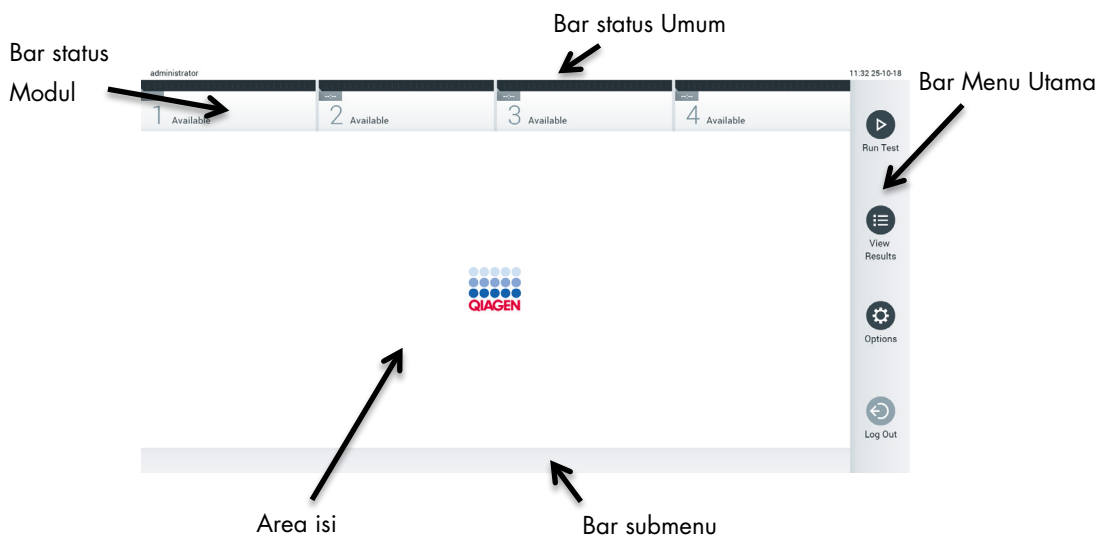 Bar status Umum
Bar status
Modul
Bar Menu Utama
administrator
11:32 25-10-18
--:--
1 Available
--:--
2 Available
--:--
3 Available
--:--
4 Available
Run Test
View
Results
QIAGEN
Options
Log Out
Area isi
Bar submenu